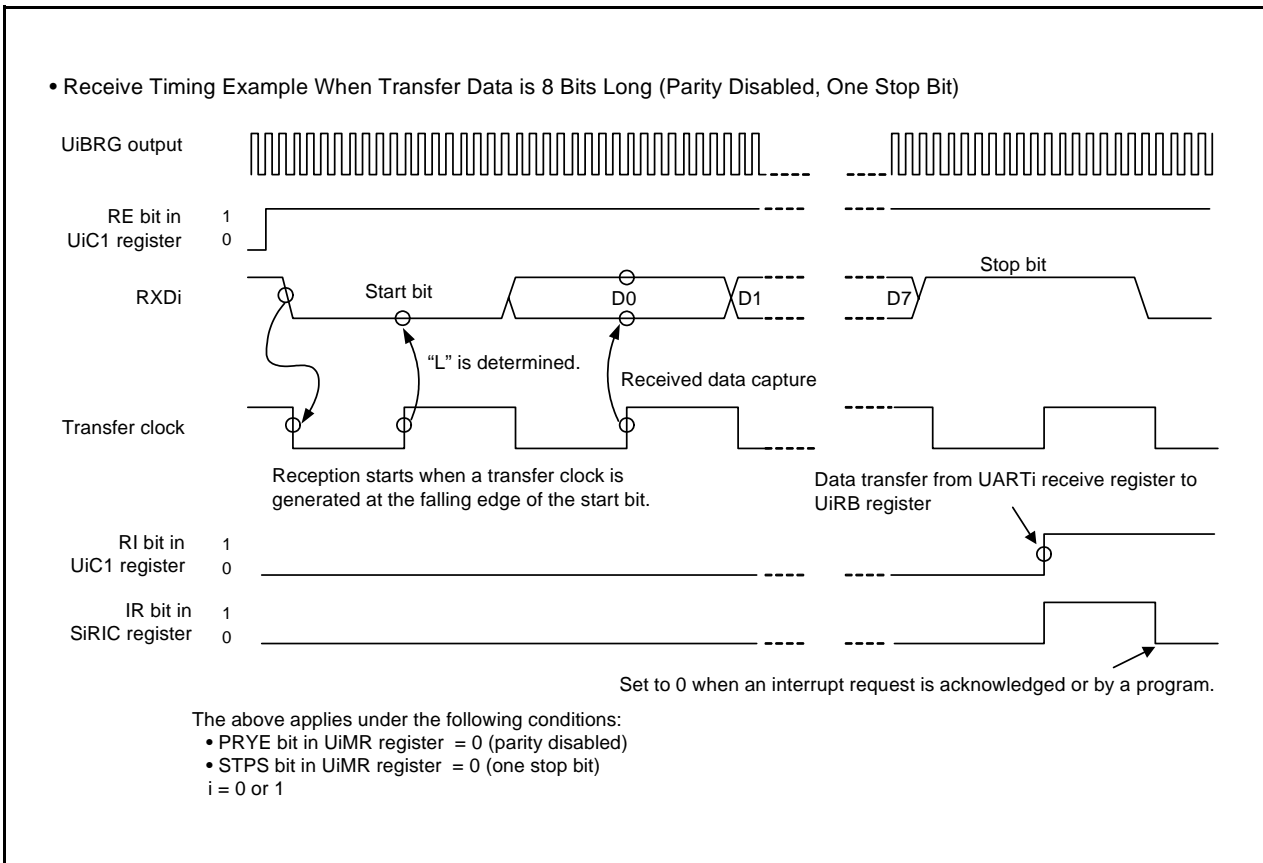 • Receive Timing Example When Transfer Data is 8 Bits Long (Parity Disabled, One Stop Bit)
UiBRG output
RE bit in
UiC1 register
1
0
RXDi
Start bit
D0
D1
D7
Stop bit
“L” is determined.
Received data capture
Transfer clock
Reception starts when a transfer clock is
generated at the falling edge of the start bit.
Data transfer from UARTi receive register to
UiRB register
RI bit in
UiC1 register
1
0
IR bit in
SiRIC register
1
0
Set to 0 when an interrupt request is acknowledged or by a program.
The above applies under the following conditions:
• PRYE bit in UiMR register = 0 (parity disabled)
• STPS bit in UiMR register = 0 (one stop bit)
i = 0 or 1